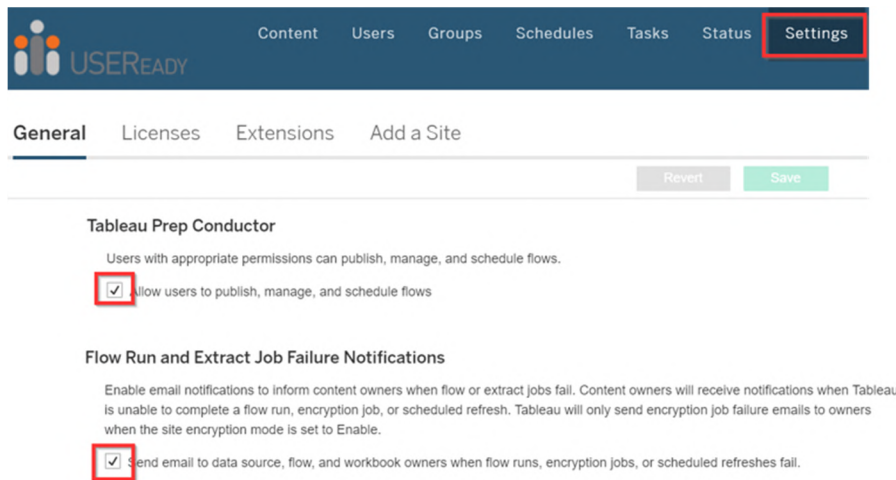 Content Users Groups Schedules Tasks Status Settings
USEREADY
General Licenses Extensions Add a Site
Revert Save
Tableau Prep Conductor
Users with appropriate permissions can publish, manage, and schedule flows.
Allow users to publish, manage, and schedule flows
Flow Run and Extract Job Failure Notifications
Enable email notifications to inform content owners when flow or extract jobs fail. Content owners will receive notifications when Tableau
is unable to complete a flow run, encryption job, or scheduled refresh. Tableau will only send encryption job failure emails to owners
when the site encryption mode is set to Enable.
Send email to data source, flow, and workbook owners when flow runs, encryption jobs, or scheduled refreshes fail.